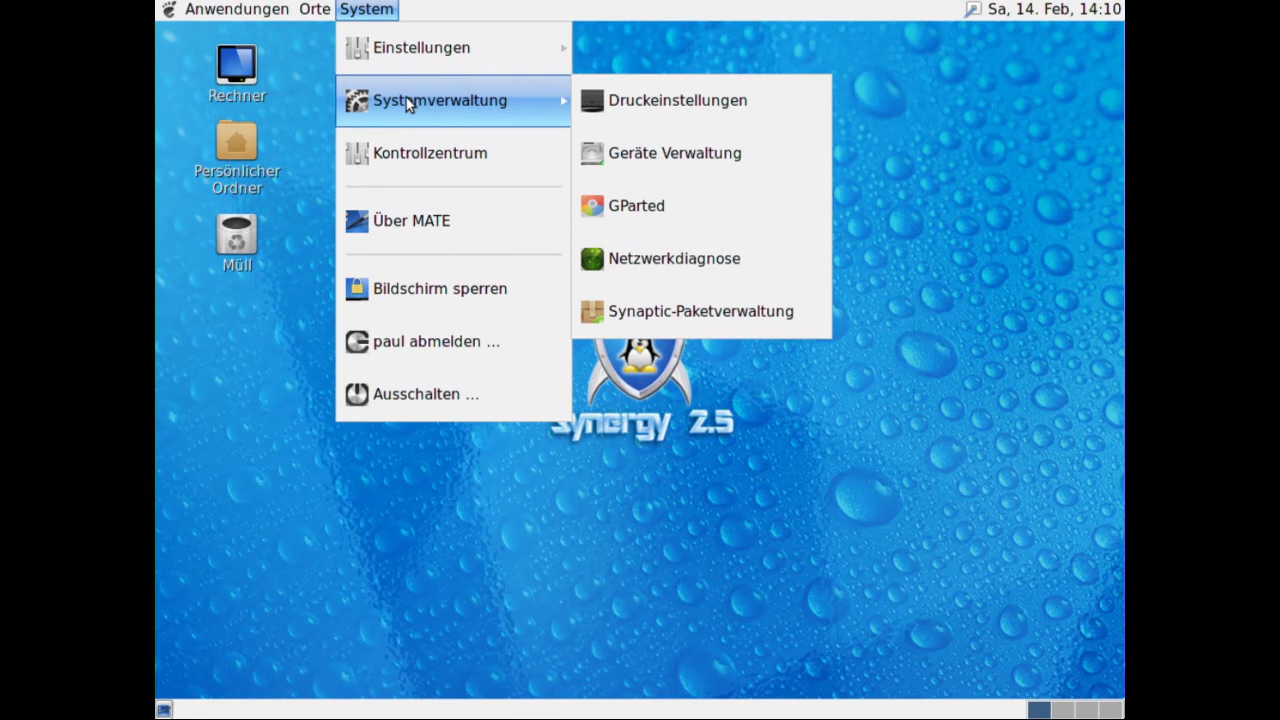 Anwendungen Orte System Sa, 14. Feb, 14:10
Einstellungen
Systemverwaltung
Kontrollzentrum
Über MATE
Bildschirm sperren
paul abmelden ...
Ausschalten ...
Druckeinstellungen
Geräte Verwaltung
GParted
Netzwerkdiagnose
Synaptic-Paketverwaltung
Rechner
Persönlicher
Ordner
Müll
Synergy 2.5